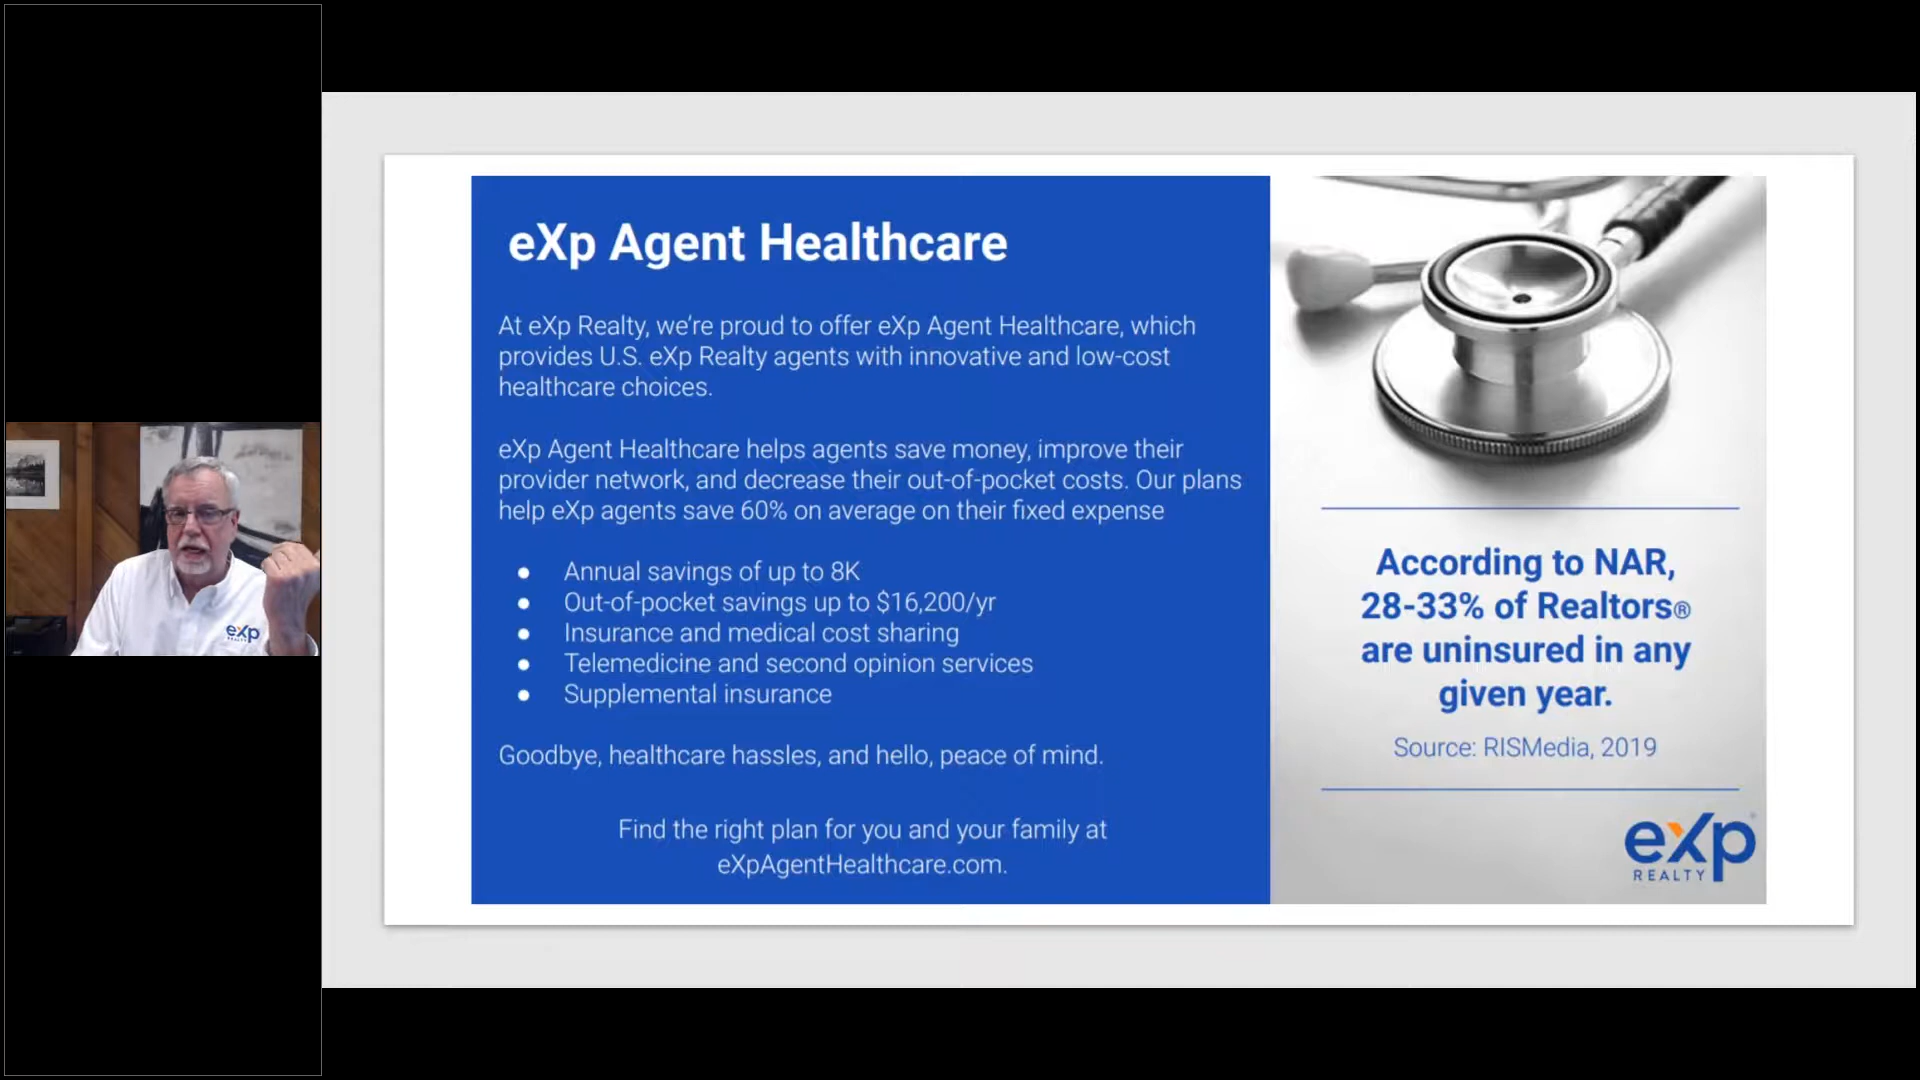 eXp Agent Healthcare
At eXp Realty, we're proud to offer eXp Agent Healthcare, which
provides U.S. eXp Realty agents with innovative and low-cost
healthcare choices.
eXp Agent Healthcare helps agents save money, improve their
provider network, and decrease their out-of-pocket costs. Our plans
help eXp agents save 60% on average on their fixed expense
● Annual savings of up to 8K
● Out-of-pocket savings up to $16,200/yr
● Insurance and medical cost sharing
● Telemedicine and second opinion services
● Supplemental insurance
Goodbye, healthcare hassles, and hello, peace of mind.
Find the right plan for you and your family at
eXpAgentHealthcare.com.
According to NAR,
28-33% of Realtors®
are uninsured in any
given year.
Source: RISMedia, 2019
eXp
REALTY
eXp
REALTY